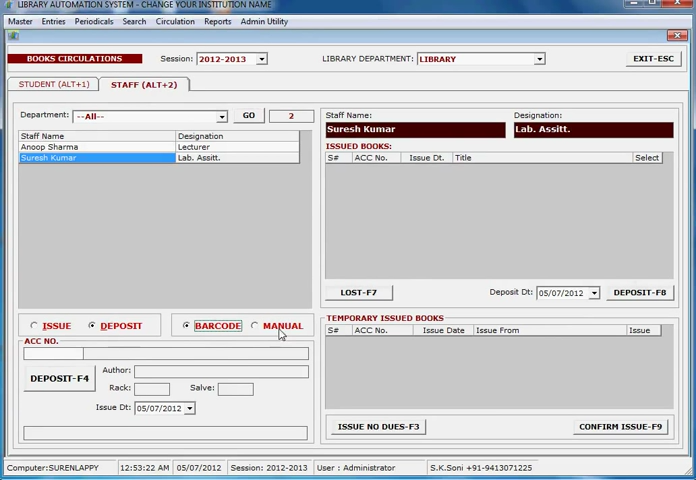 LIBRARY AUTOMATION SYSTEM - CHANGE YOUR INSTITUTION NAME
Master Entries Periodicals Search Circulation Reports Admin Utility
BOOKS CIRCULATIONS Session: 2012-2013 LIBRARY DEPARTMENT: LIBRARY EXIT-ESC
STUDENT (ALT+1) STAFF (ALT+2)
Department: --All-- GO 2
Staff Name Designation
Anoop Sharma Lecturer
Suresh Kumar Lab. Assitt.
Staff Name: Designation:
Suresh Kumar Lab. Assitt.
ISSUED BOOKS:
S# ACC No. Issue Dt. Title Select
LOST-F7 Deposit Dt: 05/07/2012 DEPOSIT-F8
ISSUE DEPOSIT BARCODE MANUAL
ACC NO.
DEPOSIT-F4 Author:
Rack: Salve:
Issue Dt: 05/07/2012
TEMPORARY ISSUED BOOKS
S# ACC No. Issue Date Issue From Issue
ISSUE NO DUES-F3 CONFIRM ISSUE-F9
Computer:SURENLAPPY 12:53:22 AM 05/07/2012 Session: 2012-2013 User : Administrator S.K.Soni +91-9413071225